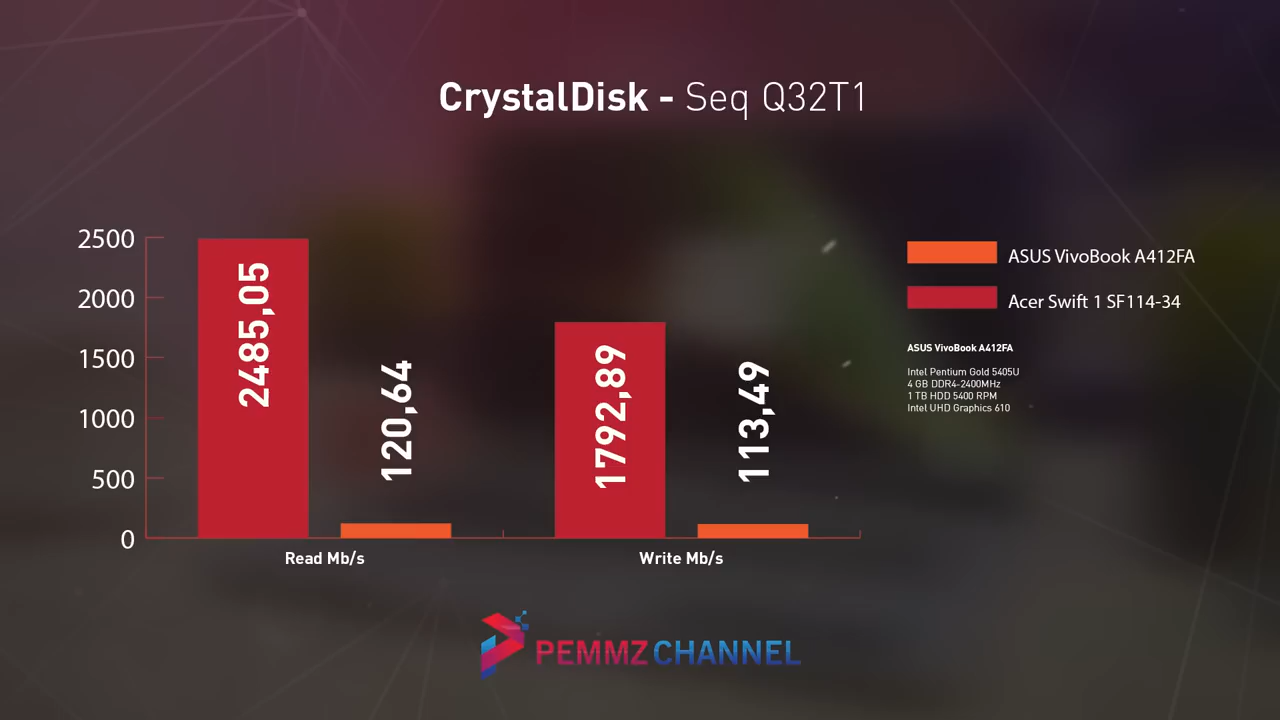 CrystalDisk - Seq Q32T1
2500
2000
1500
1000
500
0
2485,05
120,64
1792,89
113,49
Read Mb/s
Write Mb/s
ASUS VivoBook A412FA
Acer Swift 1 SF114-34
ASUS VivoBook A412FA
Intel Pentium Gold 5405U
4 GB DDR4-2400MHz
1 TB HDD 5400 RPM
Intel UHD Graphics 610
PEMMZ CHANNEL